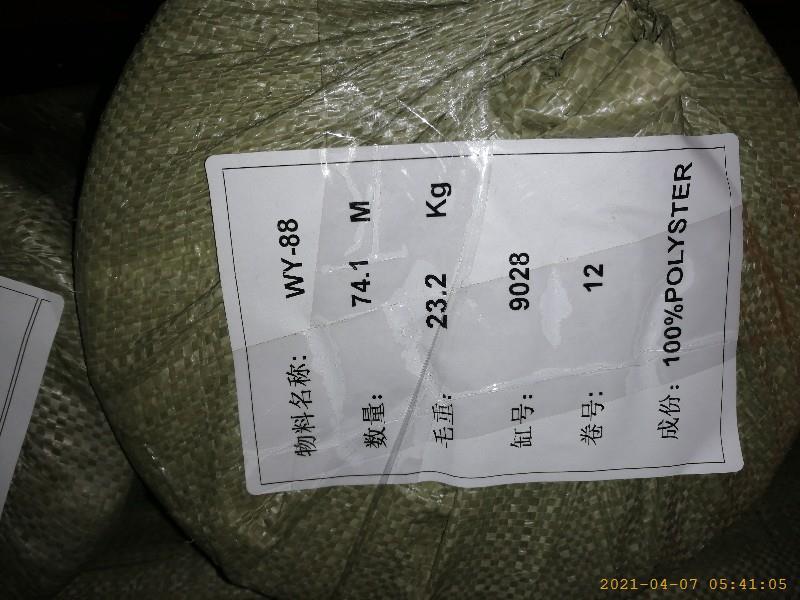 物料名称: WY-88
数量: 74.1 M
毛重: 23.2 Kg
缸号: 9028
卷号: 12
成份: 100%POLYSTER
2021-04-07 05:41:05